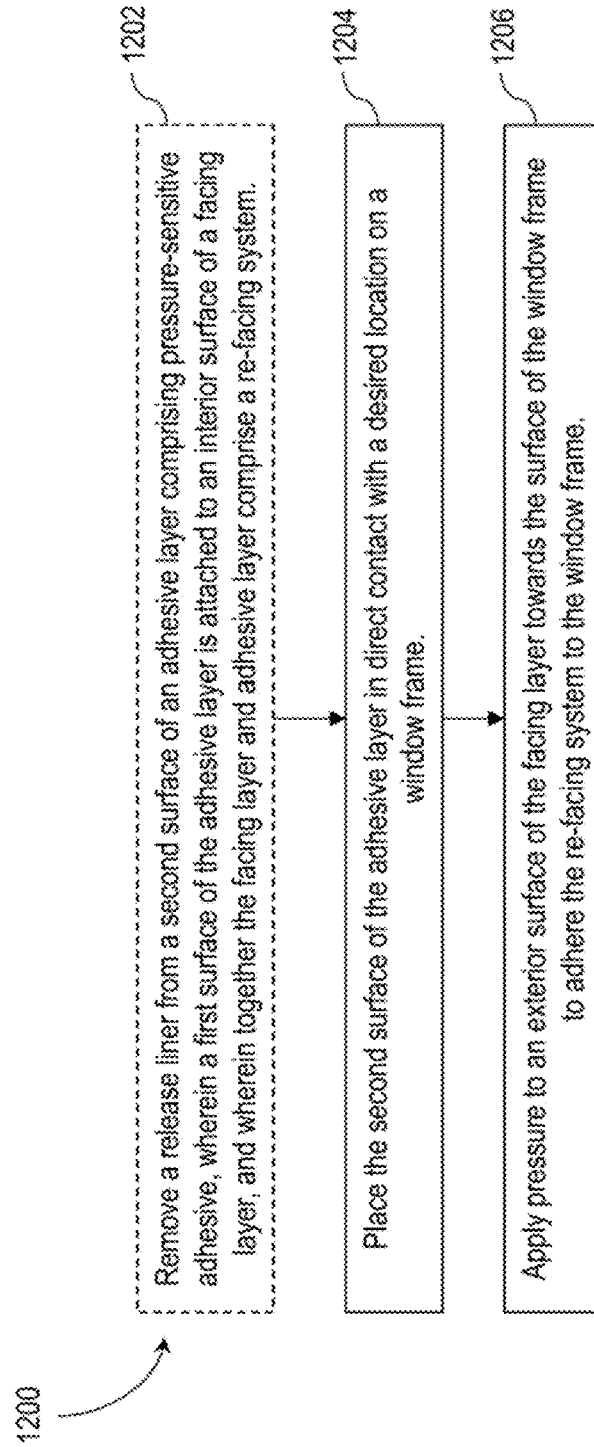 1200
1202
Remove a release liner from a second surface of an adhesive layer comprising pressure-sensitive
adhesive, wherein a first surface of the adhesive layer is attached to an interior surface of a facing
layer, and wherein together the facing layer and adhesive layer comprise a re-facing system.
1204
Place the second surface of the adhesive layer in direct contact with a desired location on a
window frame.
1206
Apply pressure to an exterior surface of the facing layer towards the surface of the window frame
to adhere the re-facing system to the window frame.